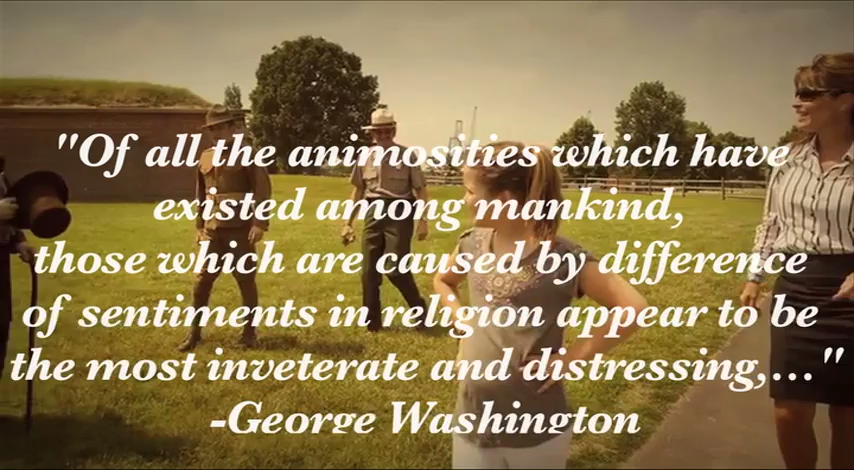 "Of all the animosities which have
existed among mankind,
those which are caused by difference
of sentiments in religion appear to be
the most inveterate and distressing,..."
-George Washington